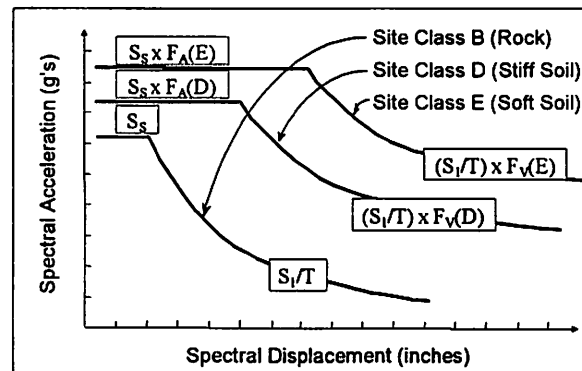 Spectral Acceleration (g's)
S_S x F_A(E)
S_S x F_A(D)
S_S
Site Class B (Rock)
Site Class D (Stiff Soil)
Site Class E (Soft Soil)
(S_1/T) x F_V(E)
(S_1/T) x F_V(D)
S_1/T
Spectral Displacement (inches)